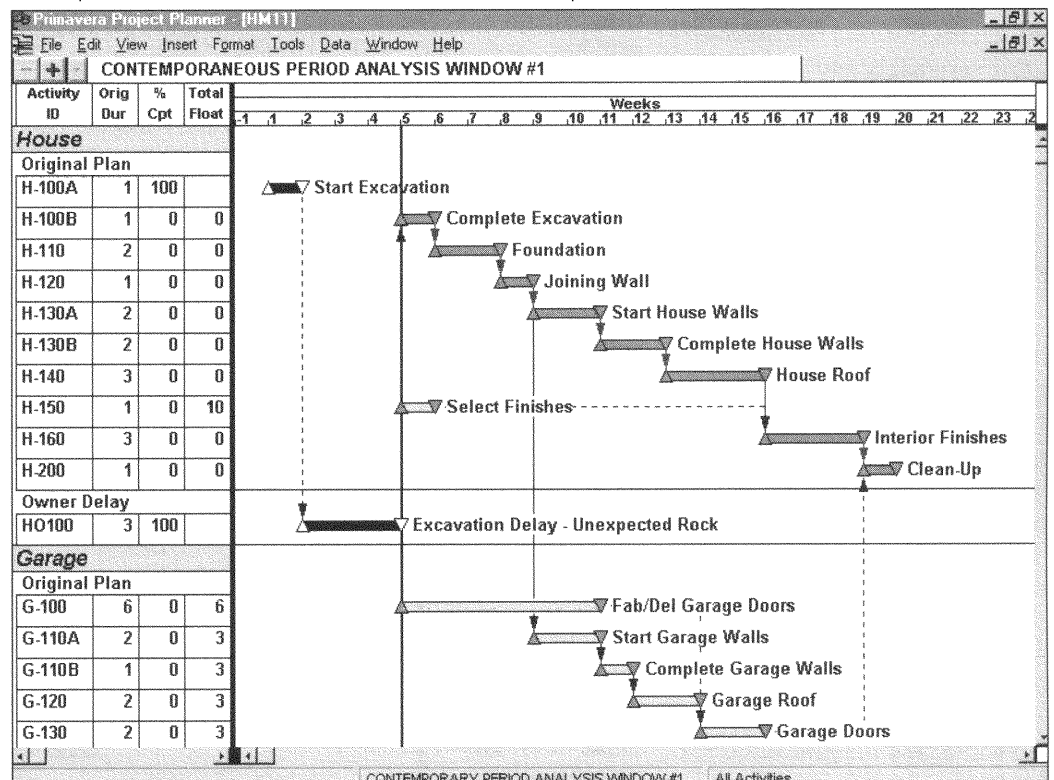 Primavera Project Planner - [HM11]
File Edit View Insert Format Tools Data Window Help
CONTEMPORANEOUS PERIOD ANALYSIS WINDOW #1
Activity ID Orig Dur % Cpt Total Float
Weeks
-1 1 2 3 4 5 6 7 8 9 10 11 12 13 14 15 16 17 18 19 20 21 22 23 2
House
Original Plan
H-100A 1 100 Start Excavation
H-100B 1 0 0 Complete Excavation
H-110 2 0 0 Foundation
H-120 1 0 0 Joining Wall
H-130A 2 0 0 Start House Walls
H-130B 2 0 0 Complete House Walls
H-140 3 0 0 House Roof
H-150 1 0 10 Select Finishes
H-160 3 0 0 Interior Finishes
H-200 1 0 0 Clean-Up
Owner Delay
HO100 3 100 Excavation Delay - Unexpected Rock
Garage
Original Plan
G-100 6 0 6 Fab/Del Garage Doors
G-110A 2 0 3 Start Garage Walls
G-110B 1 0 3 Complete Garage Walls
G-120 2 0 3 Garage Roof
G-130 2 0 3 Garage Doors
CONTEMPORARY PERIOD ANALYSIS WINDOW #1 All Activities